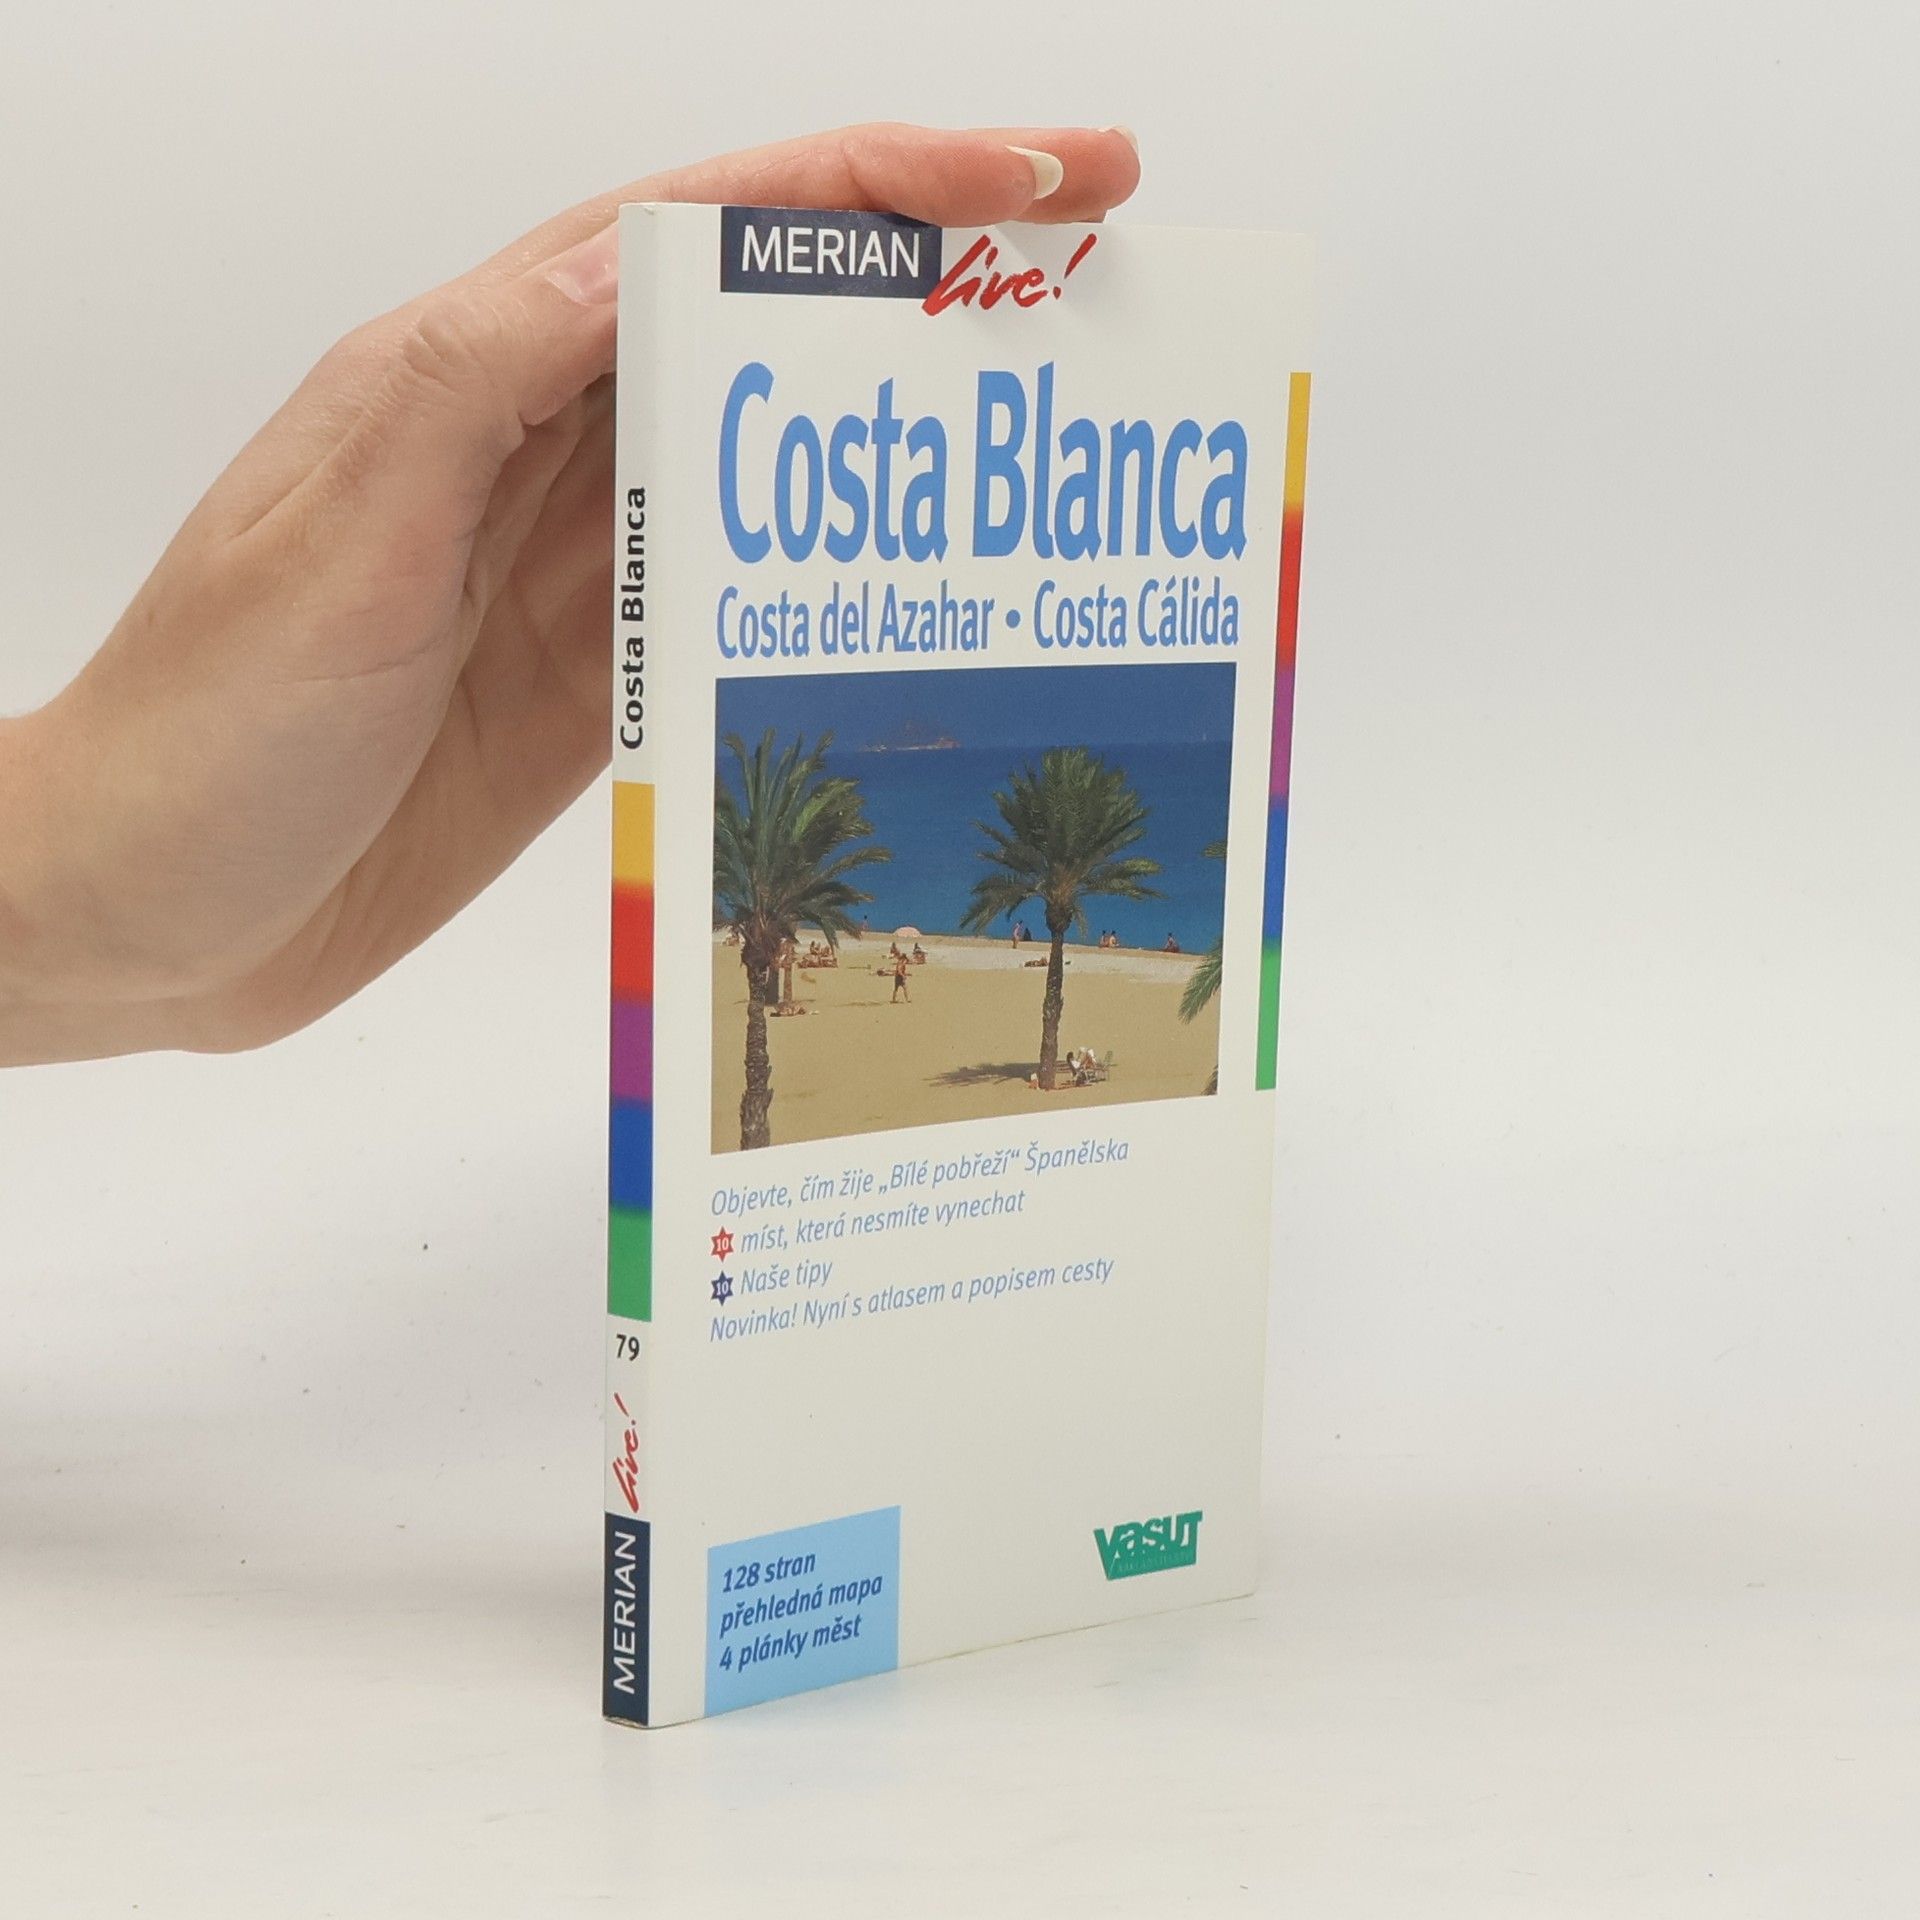 MERIAN live!
Costa Blanca
Costa del Azahar • Costa Cálida
Objevte, čím žije „Bílé pobřeží“ Španělska
10 míst, která nesmíte vynechat
10 Naše tipy
Novinka! Nyní s atlasem a popisem cesty
128 stran
přehledná mapa
4 plánky měst
vašut
Costa Blanca
79
live!
MERIAN